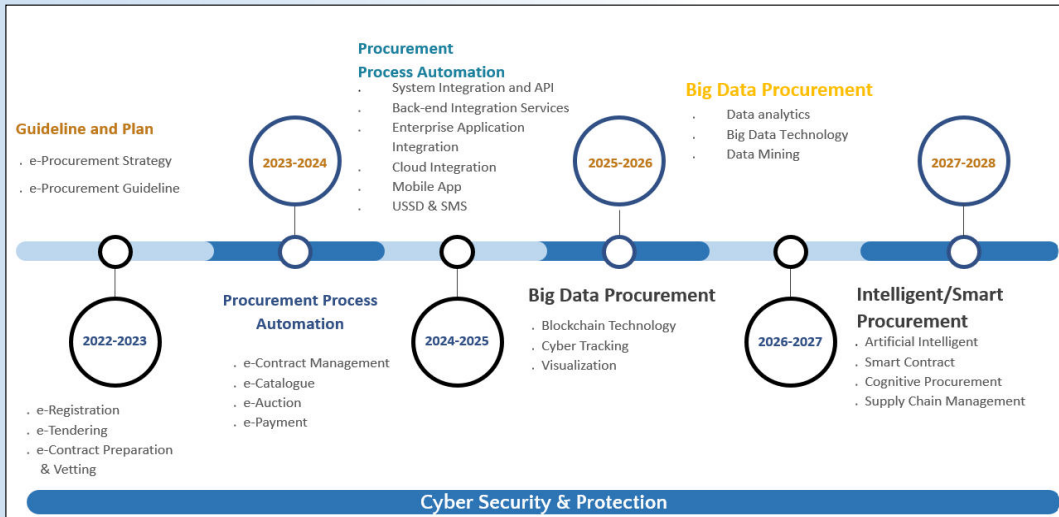 Guideline and Plan
. e-Procurement Strategy
. e-Procurement Guideline
2022-2023
. e-Registration
. e-Tendering
. e-Contract Preparation
& Vetting
2023-2024
Procurement Process
Automation
. e-Contract Management
. e-Catalogue
. e-Auction
. e-Payment
Procurement
Process Automation
. System Integration and API
. Back-end Integration Services
. Enterprise Application
Integration
. Cloud Integration
. Mobile App
. USSD & SMS
2024-2025
2025-2026
Big Data Procurement
. Blockchain Technology
. Cyber Tracking
. Visualization
Big Data Procurement
. Data analytics
. Big Data Technology
. Data Mining
2026-2027
2027-2028
Intelligent/Smart
Procurement
. Artificial Intelligent
. Smart Contract
. Cognitive Procurement
. Supply Chain Management
Cyber Security & Protection